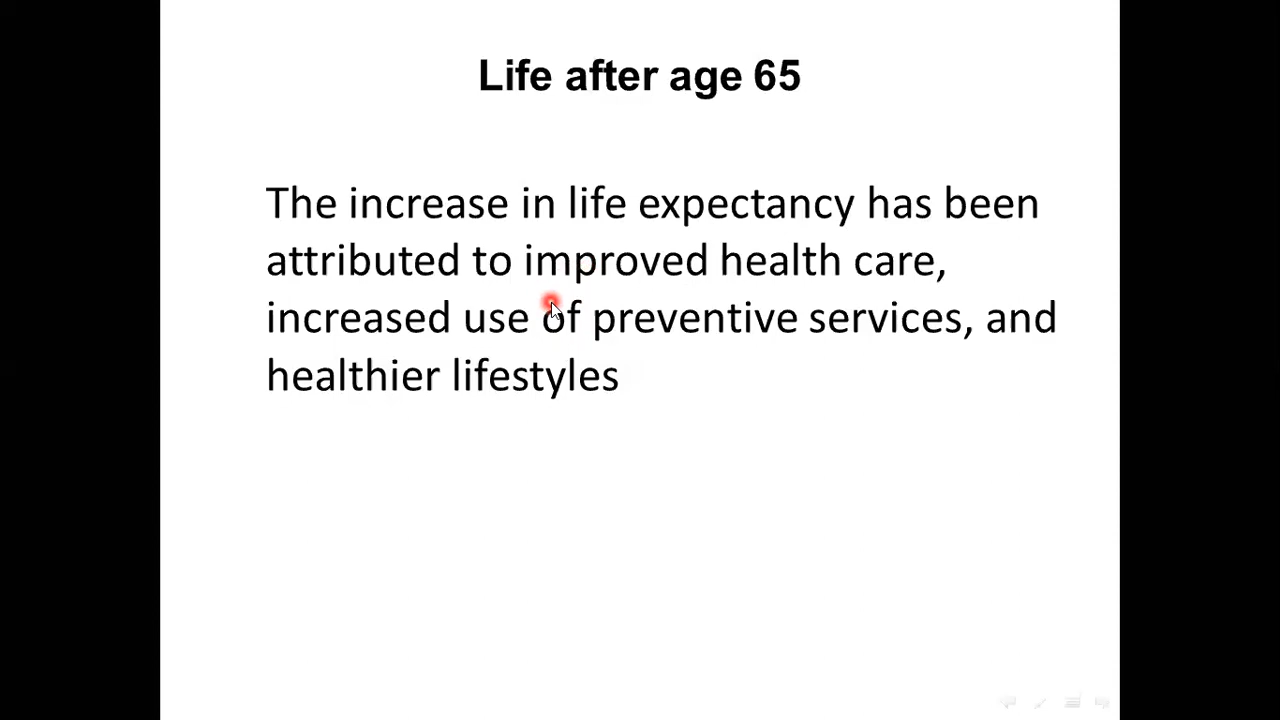 Life after age 65
The increase in life expectancy has been
attributed to improved health care,
increased use of preventive services, and
healthier lifestyles